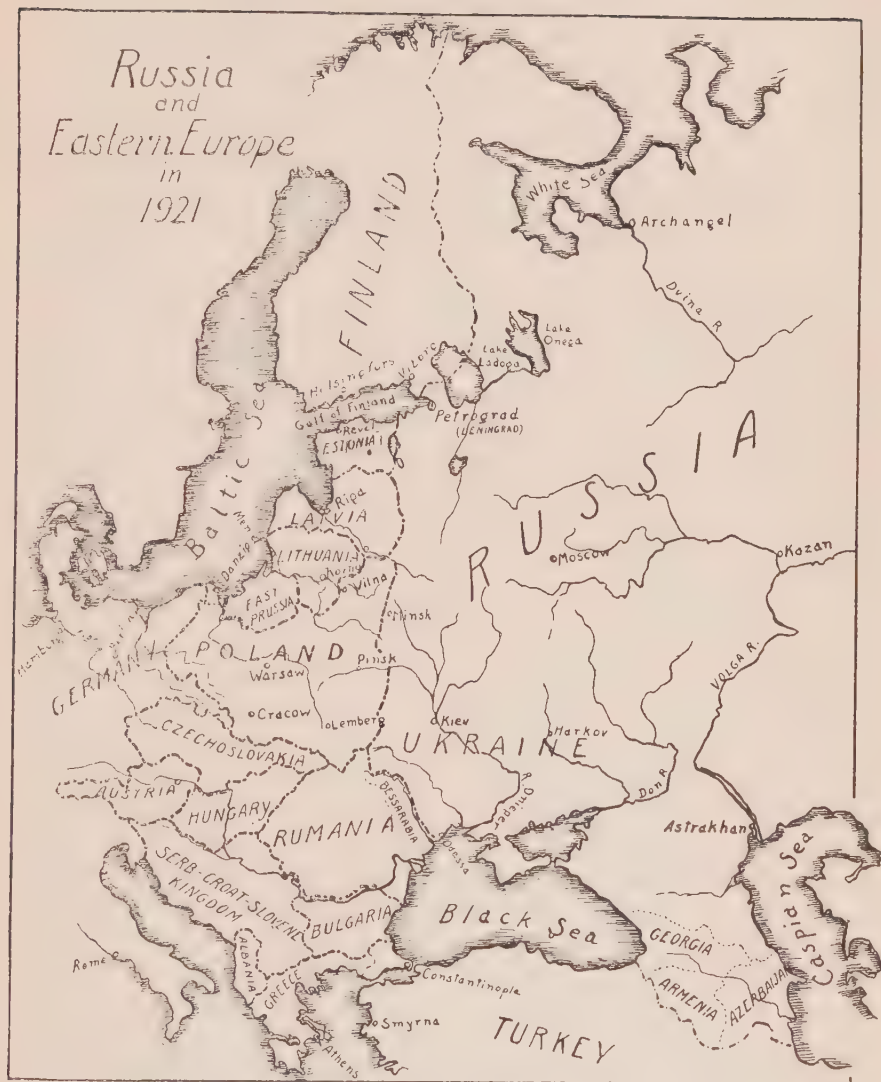 Russia
and
Eastern Europe
in
1921
White Sea
Archangel
Dvina R
FINLAND
Lake
Onega
Lake
Ladoga
Helsingfors
Viborg
Gulf of Finland
Petrograd
(LENINGRAD)
Revel
ESTONIA
Baltic Sea
Riga
LATVIA
RUSSIA
Moscow
Kazan
Danzig
LITHUANIA
Kovno
Vilna
EAST
PRUSSIA
Minsk
Hamburg
Berlin
GERMANY
POLAND
Warsaw
Pinsk
VOLGA R.
Cracow
Lemberg
Kiev
Harkov
UKRAINE
CZECHOSLOVAKIA
R. Dnieper
Don R
AUSTRIA
HUNGARY
BESSARABIA
RUMANIA
Odessa
Astrakhan
Caspian Sea
SERB-CROAT-SLOVENE
KINGDOM
BULGARIA
Black Sea
GEORGIA
Rome
ALBANIA
GREECE
Constantinople
ARMENIA
AZERBAIJAN
Smyrna
TURKEY
Athens